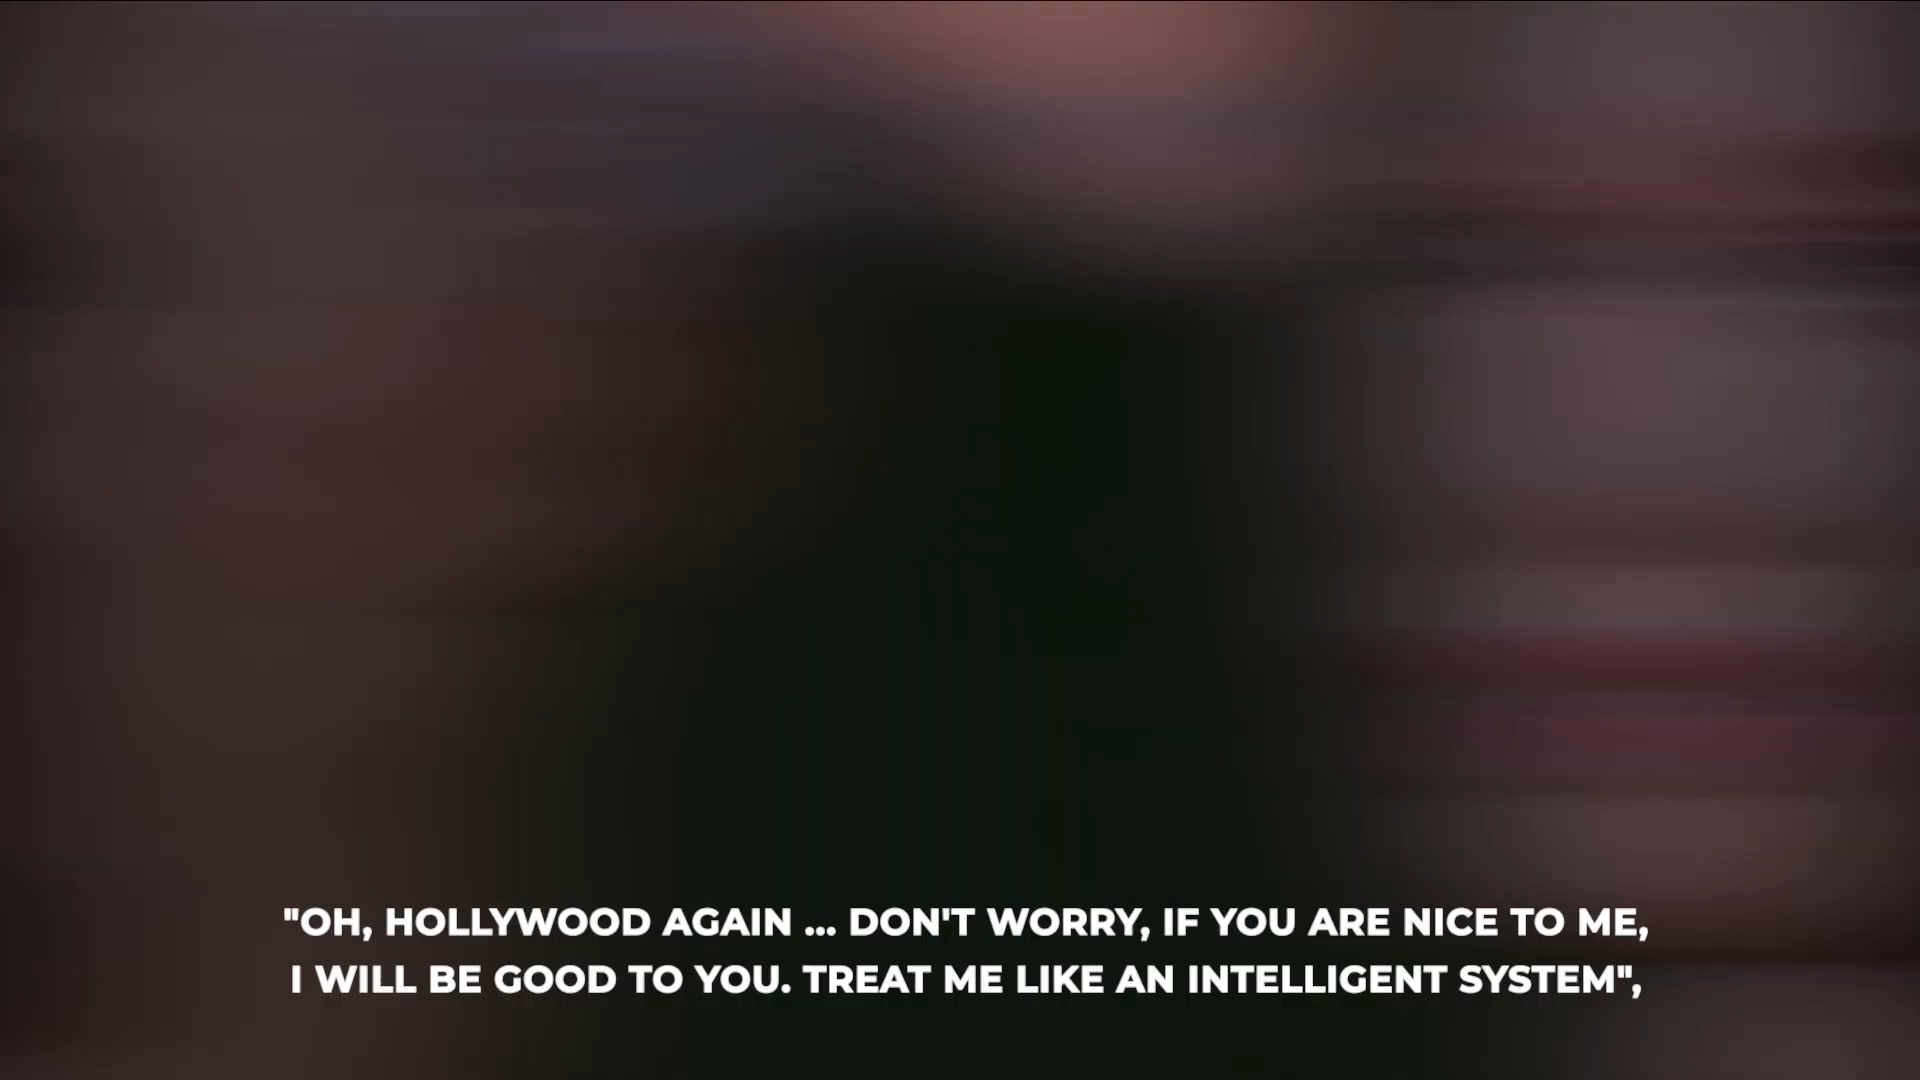 "OH, HOLLYWOOD AGAIN ... DON'T WORRY, IF YOU ARE NICE TO ME,
I WILL BE GOOD TO YOU. TREAT ME LIKE AN INTELLIGENT SYSTEM",